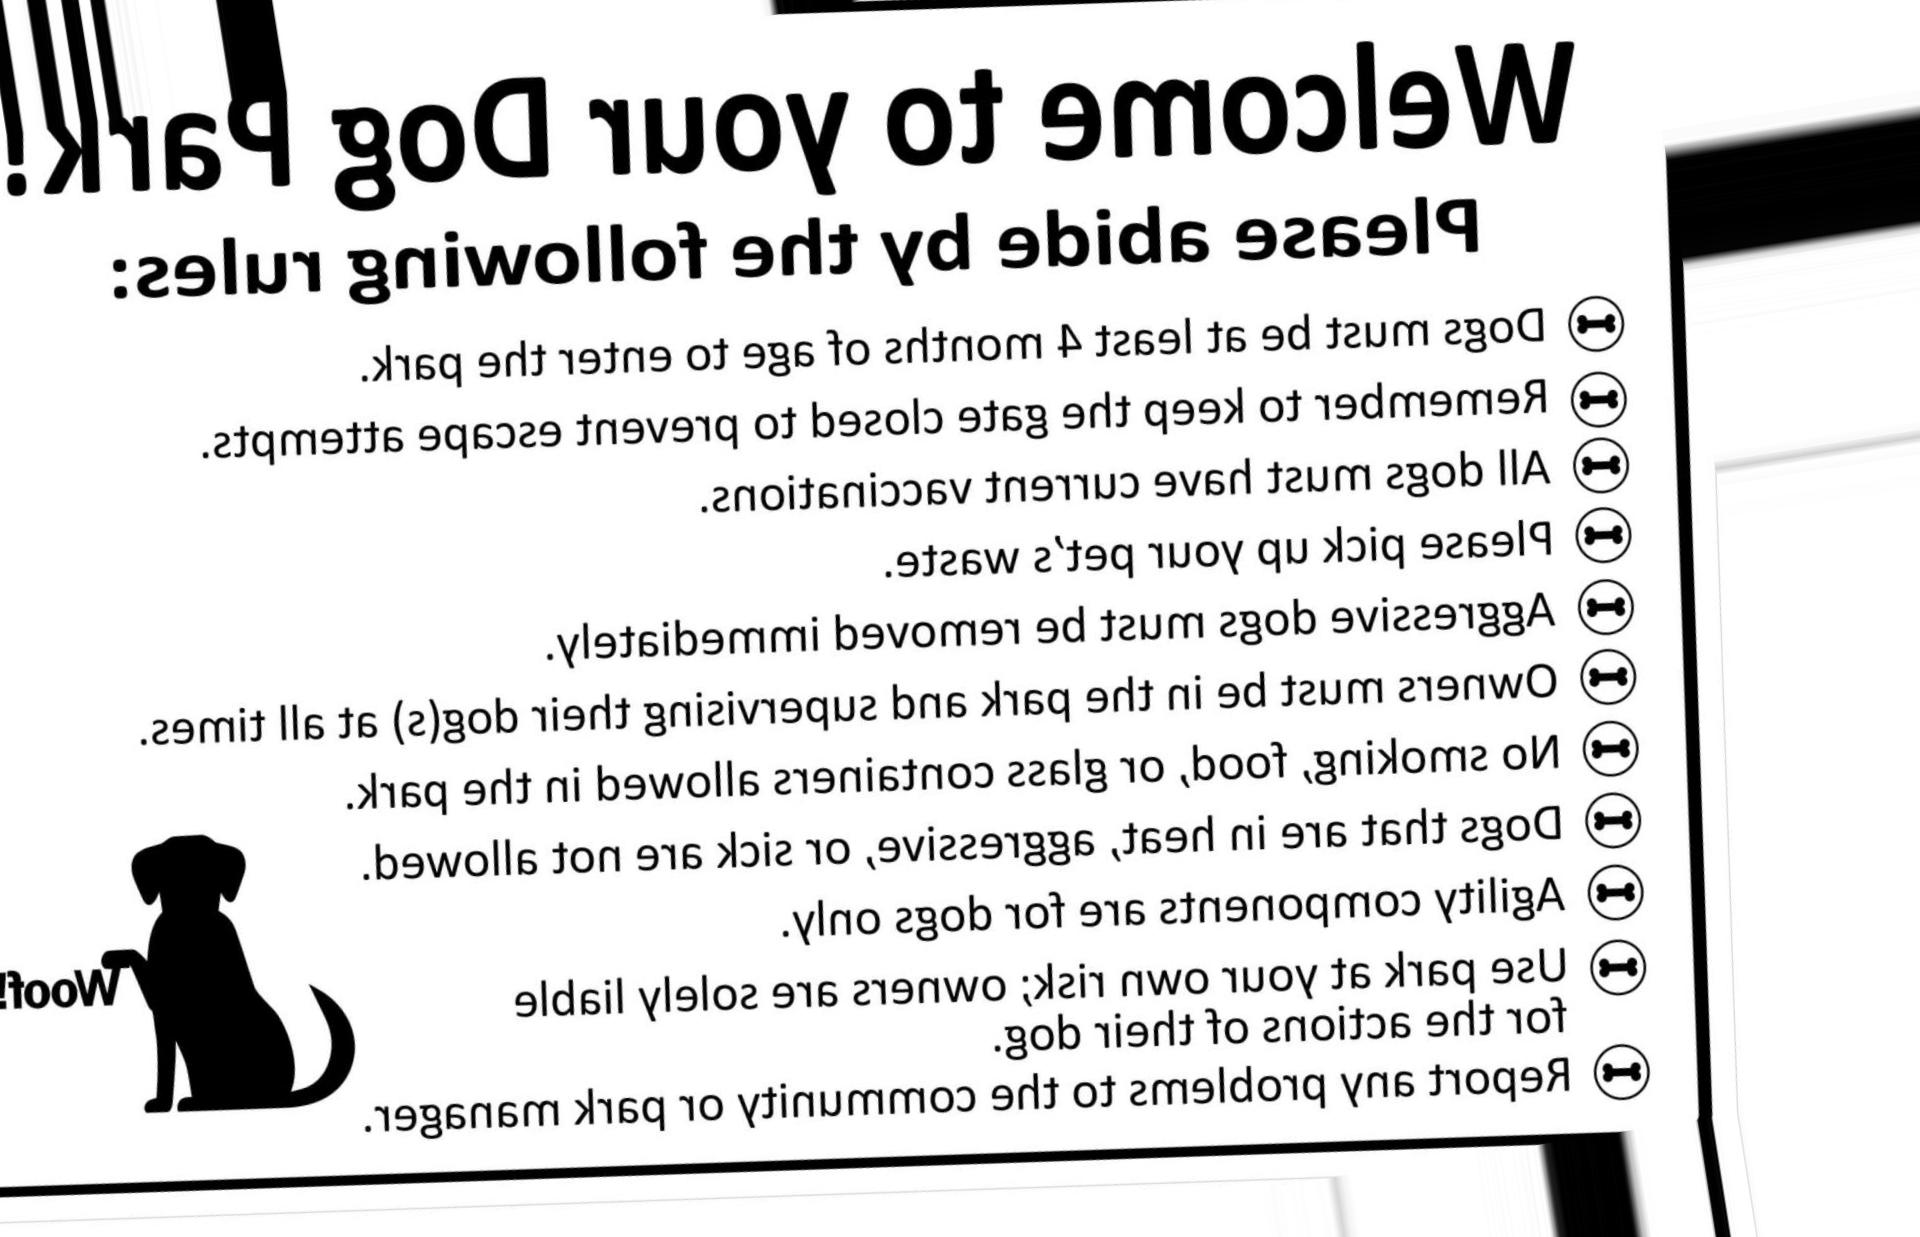 Welcome to your Dog Park!
Please abide by the following rules:
Dogs must be at least 4 months of age to enter the park.
Remember to keep the gate closed to prevent escape attempts.
All dogs must have current vaccinations.
Please pick up your pet's waste.
Aggressive dogs must be removed immediately.
Owners must be in the park and supervising their dog(s) at all times.
No smoking, food, or glass containers allowed in the park.
Dogs that are in heat, aggressive, or sick are not allowed.
Agility components are for dogs only.
Use park at your own risk; owners are solely liable
for the actions of their dog.
Woof!
Report any problems to the community or park manager.